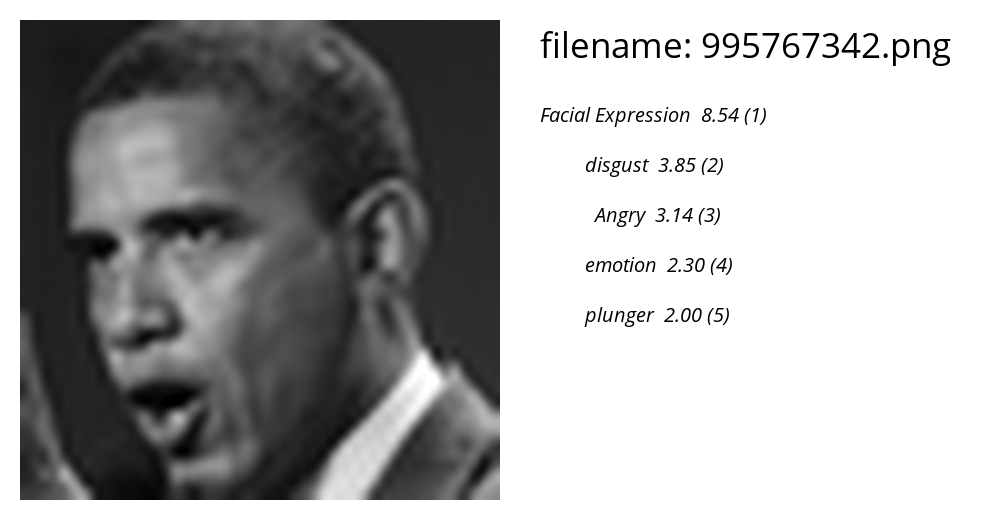 filename: 995767342.png
Facial Expression 8.54 (1)
disgust 3.85 (2)
Angry 3.14 (3)
emotion 2.30 (4)
plunger 2.00 (5)